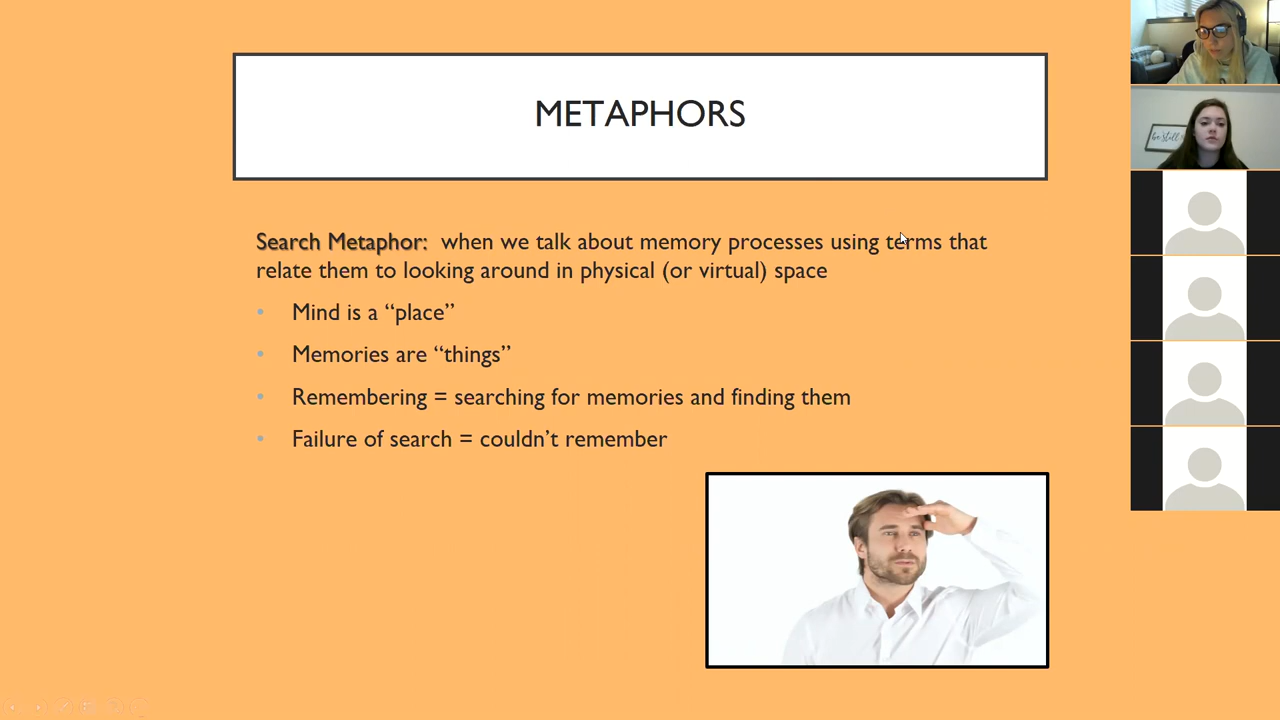 METAPHORS
Search Metaphor: when we talk about memory processes using terms that
relate them to looking around in physical (or virtual) space
• Mind is a “place”
• Memories are “things”
• Remembering = searching for memories and finding them
• Failure of search = couldn’t remember
be still